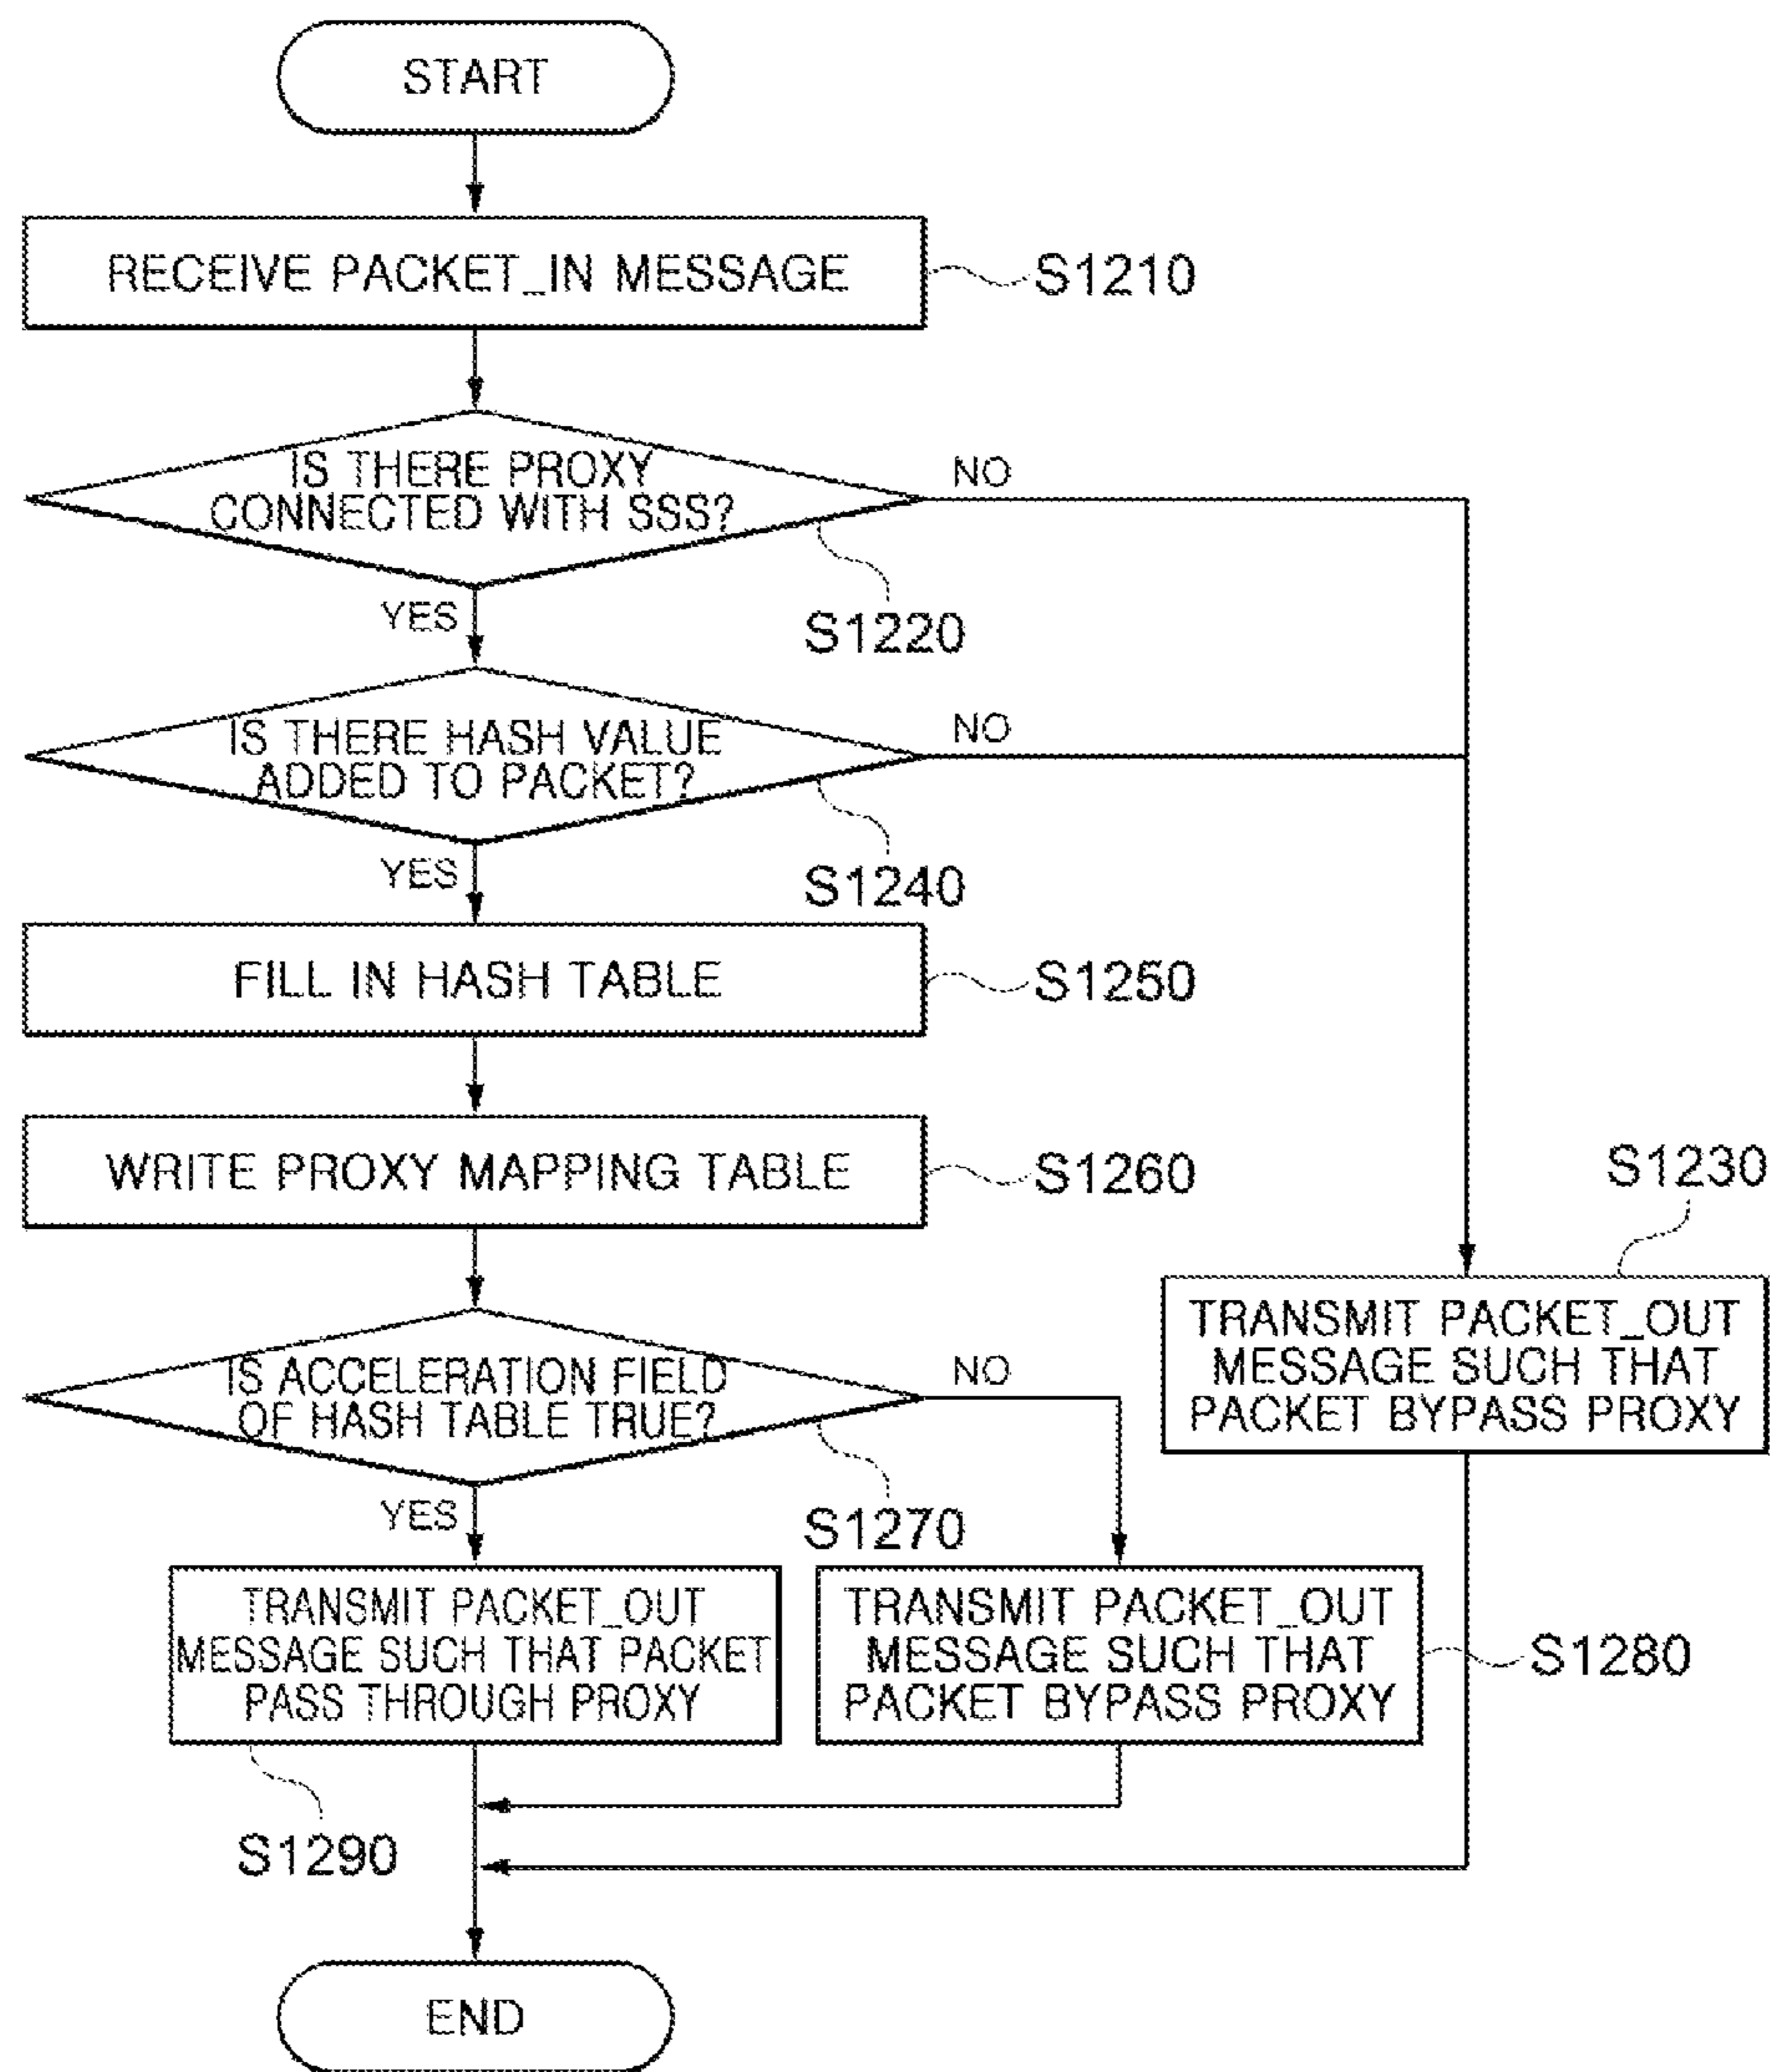 START
RECEIVE PACKET_IN MESSAGE
S1210
IS THERE PROXY
CONNECTED WITH SSS?
NO
YES
S1220
IS THERE HASH VALUE
ADDED TO PACKET?
NO
YES
S1240
FILL IN HASH TABLE
S1250
WRITE PROXY MAPPING TABLE
S1260
S1230
TRANSMIT PACKET_OUT
MESSAGE SUCH THAT
PACKET BYPASS PROXY
IS ACCELERATION FIELD
OF HASH TABLE TRUE?
NO
YES
S1270
TRANSMIT PACKET_OUT
MESSAGE SUCH THAT PACKET
PASS THROUGH PROXY
TRANSMIT PACKET_OUT
MESSAGE SUCH THAT
PACKET BYPASS PROXY
S1280
S1290
END